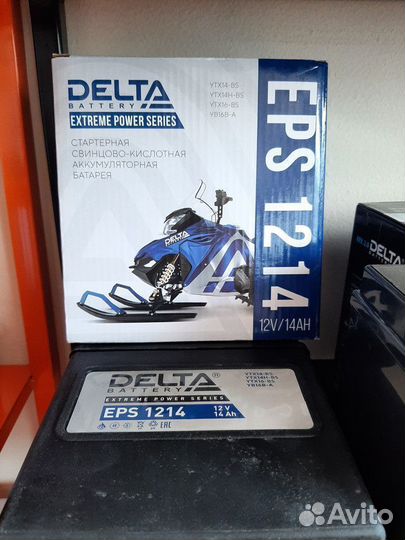 DELTA
BATTERY
EXTREME POWER SERIES
YTX14-BS
YTX14H-BS
YTX16-BS
YB16B-A
СТАРТЕРНАЯ
СВИНЦОВО-КИСЛОТНАЯ
АККУМУЛЯТОРНАЯ
БАТАРЕЯ
EPS 1214
12V/14AH
DELTA
DELTA
DELTA®
BATTERY
EXTREME POWER SERIES
EPS 1214
12 V
14 Ah
YTX14-BS
YTX14H-BS
YTX16-BS
YB16B-A
EAC
Avito